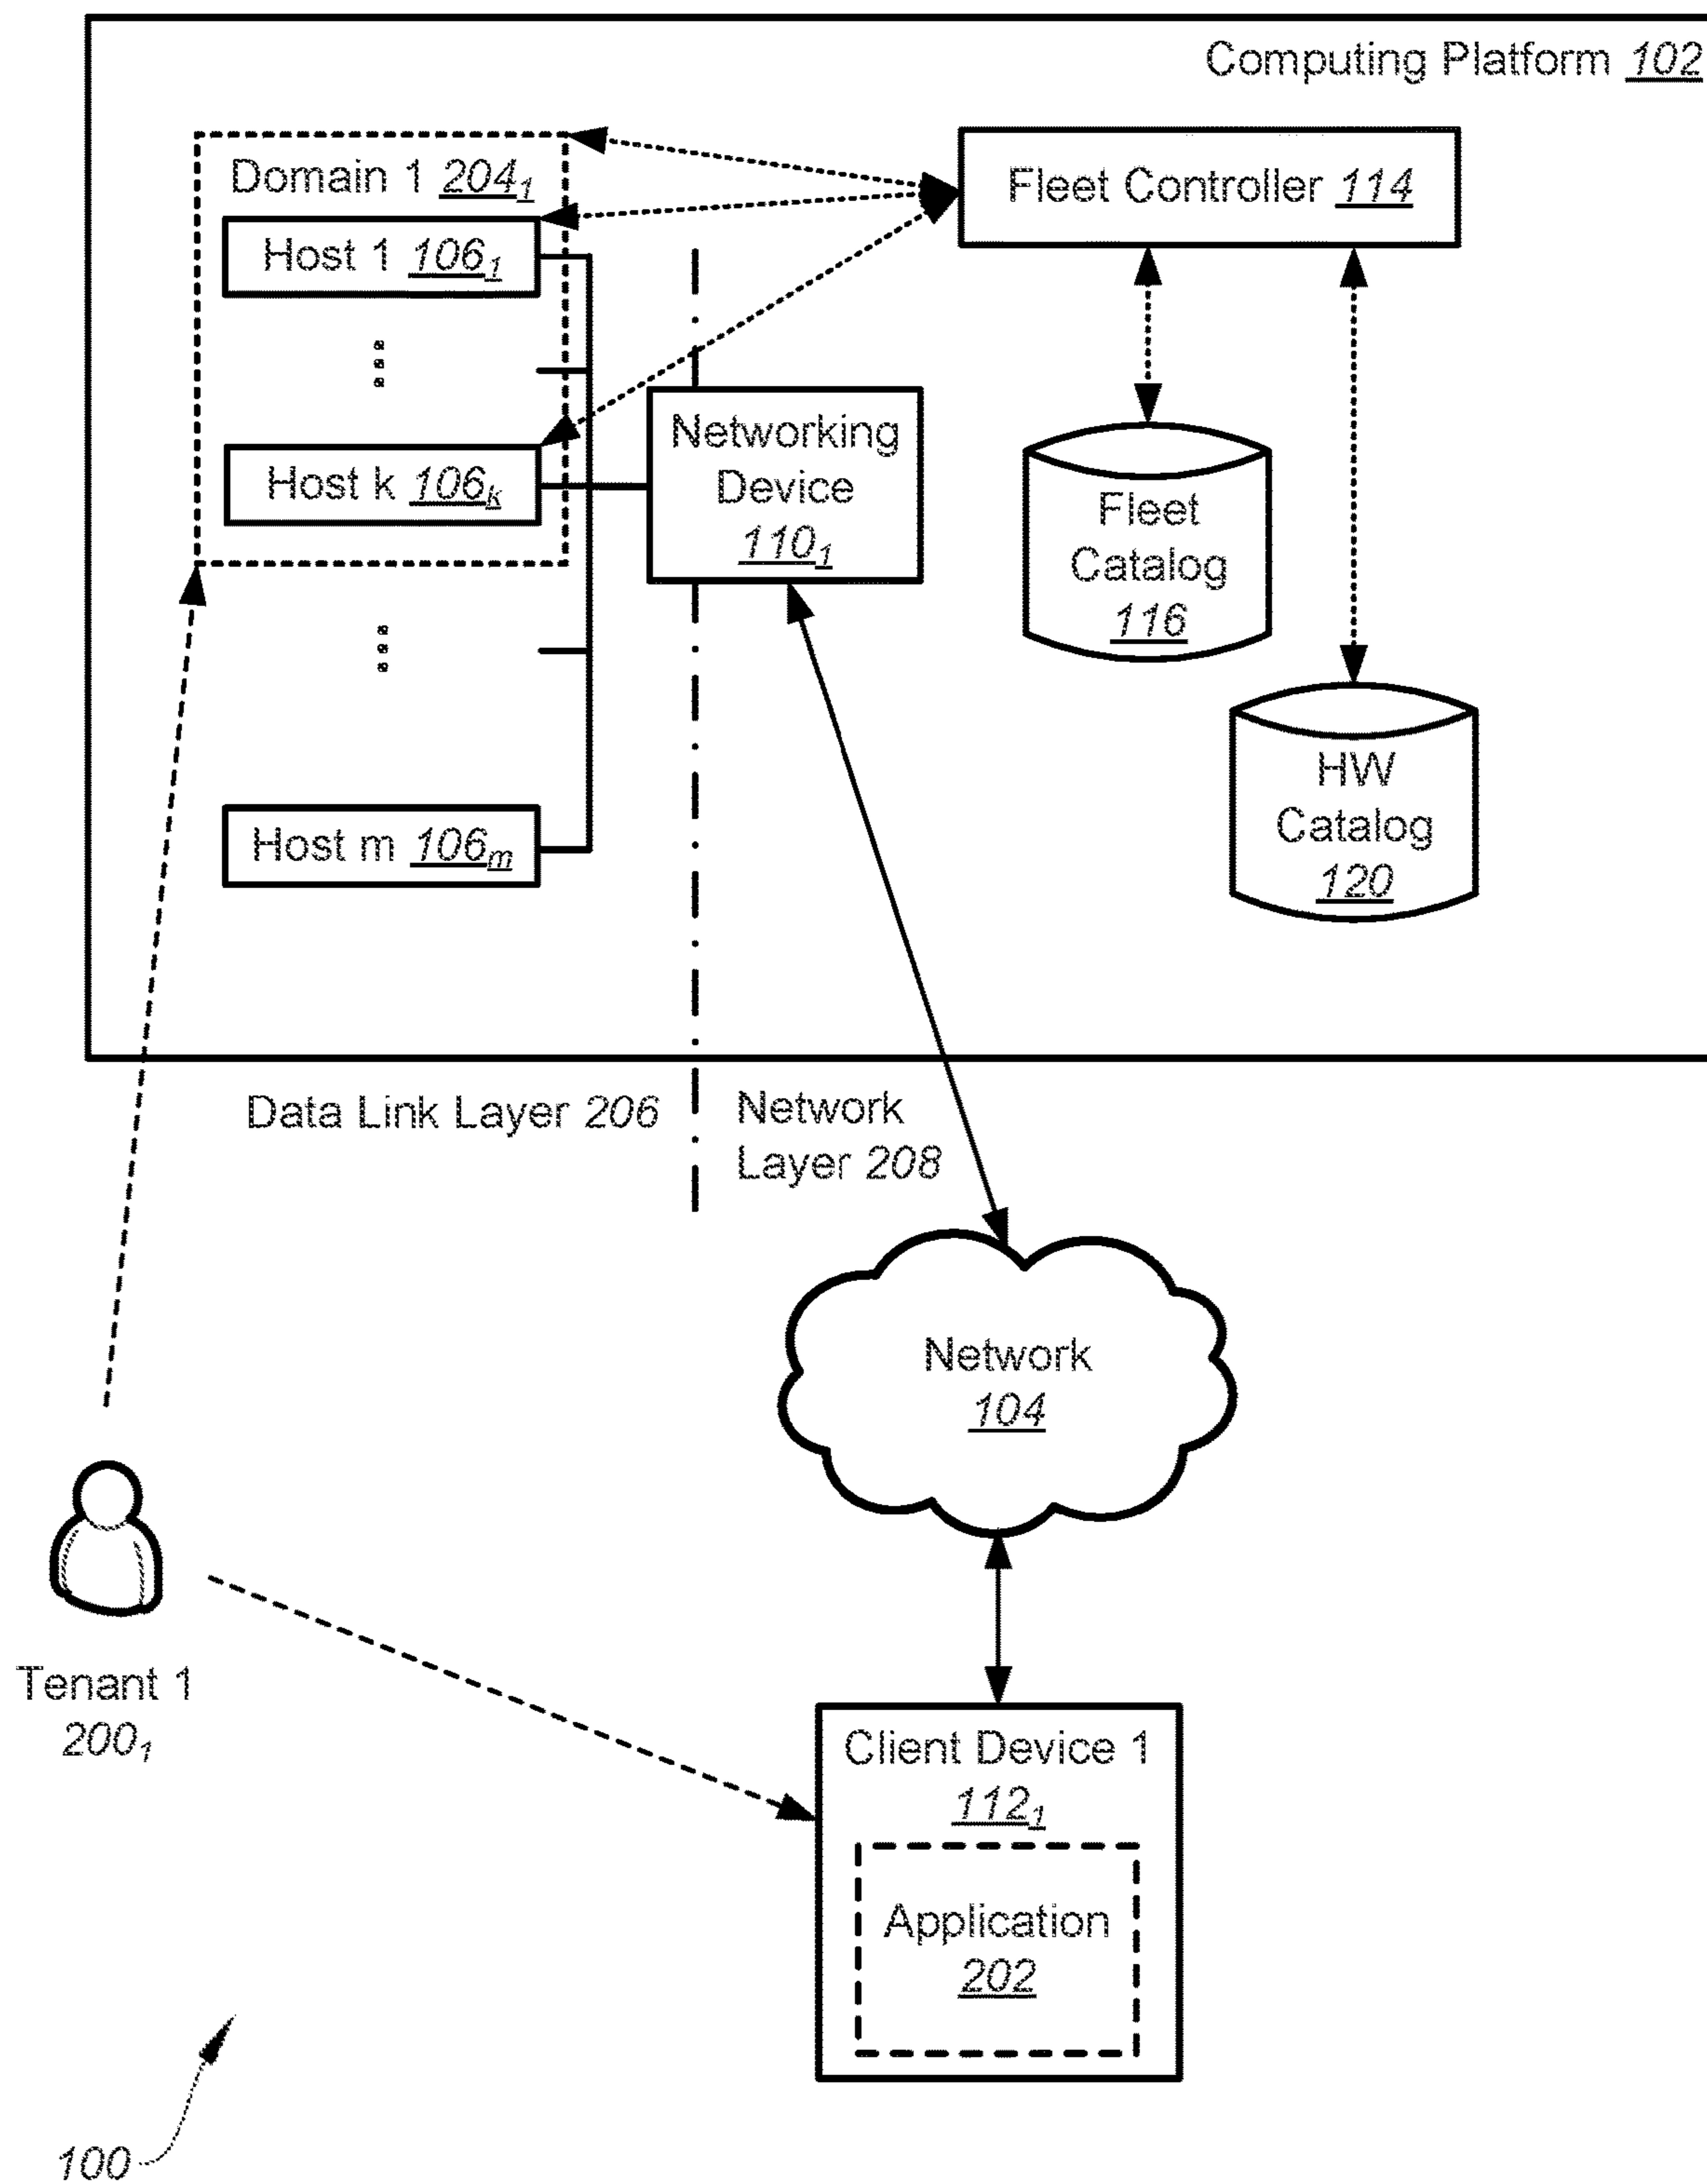 Computing Platform 102
Domain 1 204₁
Fleet Controller 114
Host 1 106₁
Networking
Device
110₁
Host k 106ₖ
Fleet
Catalog
116
HW
Catalog
120
Host m 106ₘ
Data Link Layer 206
Network
Layer 208
Network
104
Tenant 1
200₁
Client Device 1
112₁
Application
202
100